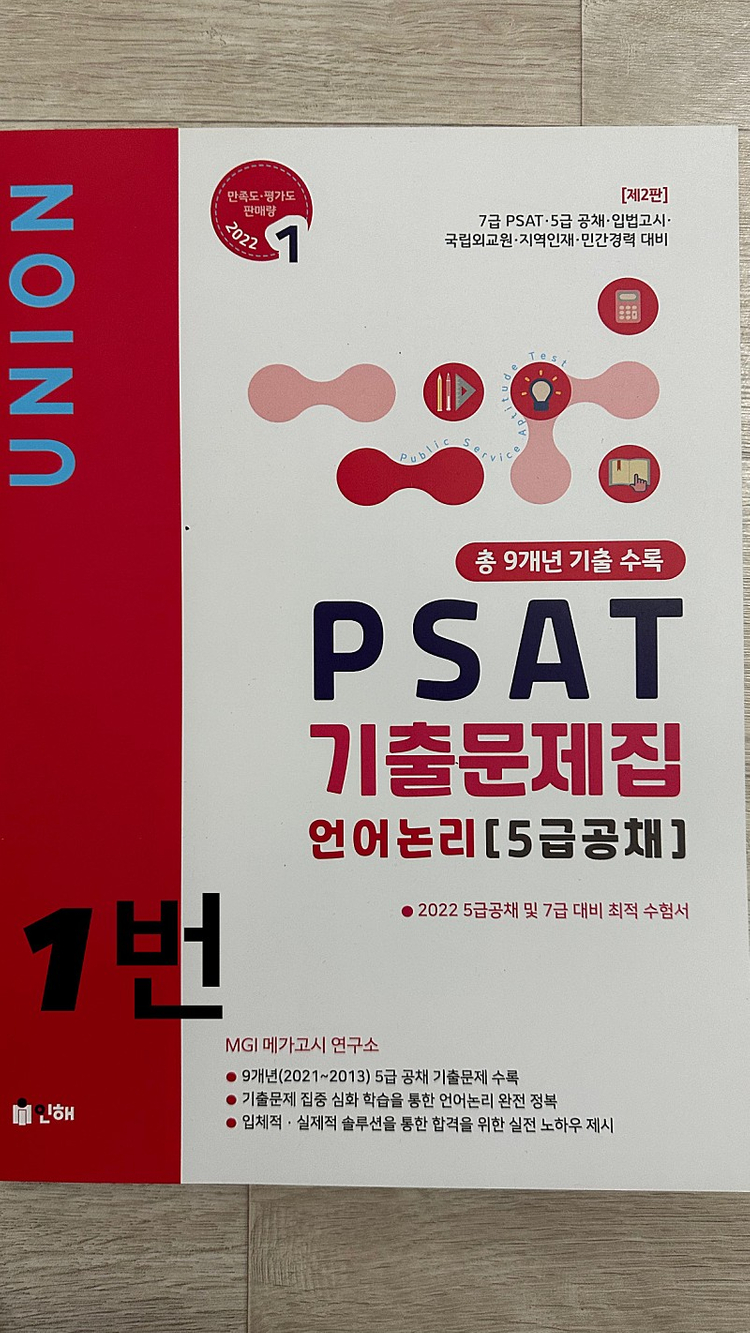 UNION
만족도·평가도
판매량
2022
1
[제2판]
7급 PSAT·5급 공채·입법고시·
국립외교원·지역인재·민간경력 대비
Public Service Aptitude Test
총 9개년 기출 수록
PSAT
기출문제집
언어논리[5급공채]
● 2022 5급공채 및 7급 대비 최적 수험서
1번
MGI 메가고시 연구소
● 9개년(2021~2013) 5급 공채 기출문제 수록
● 기출문제 집중 심화 학습을 통한 언어논리 완전 정복
● 입체적·실제적 솔루션을 통한 합격을 위한 실전 노하우 제시
인해